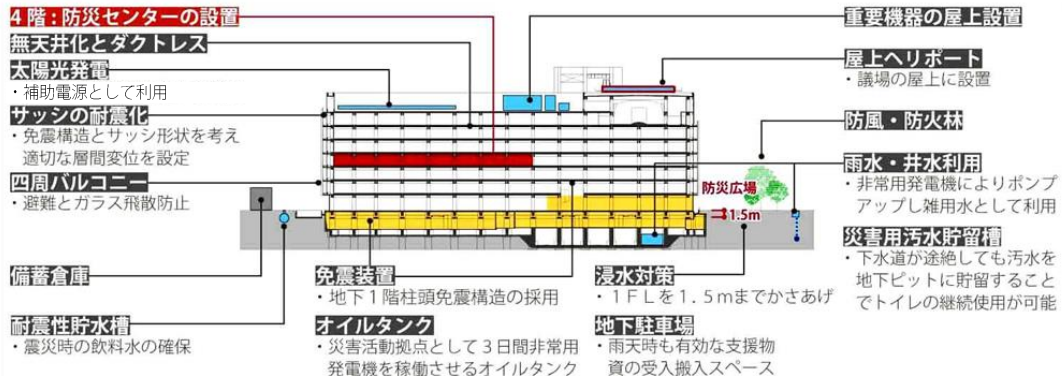 4階:防災センターの設置
無天井化とダクトレス
太陽光発電
・補助電源として利用
サッシの耐震化
・免震構造とサッシ形状を考え
適切な層間変位を設定
四周バルコニー
・避難とガラス飛散防止
備蓄倉庫
耐震性貯水槽
・震災時の飲料水の確保
免震装置
・地下1階柱頭免震構造の採用
オイルタンク
・災害活動拠点として3日間非常用
発電機を稼働させるオイルタンク
浸水対策
・1FLを1.5mまでかさあげ
地下駐車場
・雨天時も有効な支援物
資の受入搬入スペース
防災広場
1.5m
重要機器の屋上設置
屋上ヘリポート
・議場の屋上に設置
防風・防火林
雨水・井水利用
・非常用発電機によりポンプ
アップし雑用水として利用
災害用汚水貯留槽
・下水道が途絶しても汚水を
地下ピットに貯留すること
でトイレの継続使用が可能